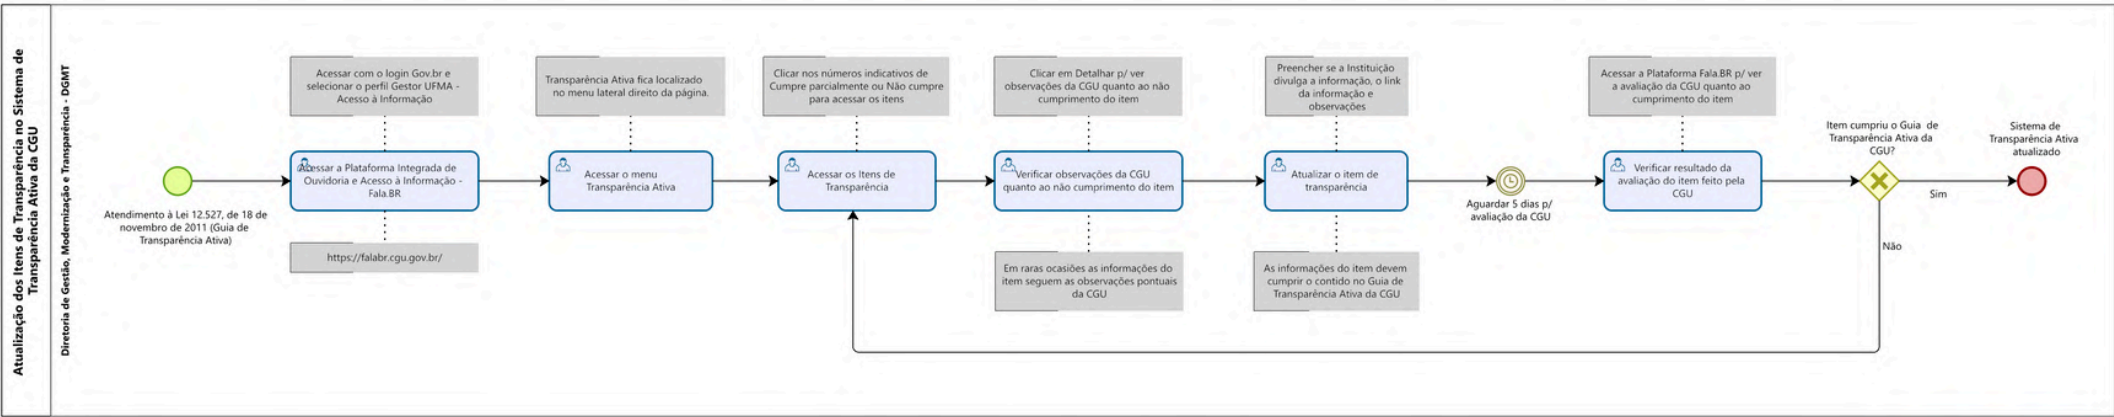 Atualização dos Itens de Transparência no Sistema de
Transparência Ativa da CGU
Diretoria de Gestão, Modernização e Transparência - DGMT
Atendimento à Lei 12.527, de 18 de
novembro de 2011 (Guia de
Transparência Ativa)
Acessar com o login Gov.br e
selecionar o perfil Gestor UFMA -
Acesso à Informação
Acessar a Plataforma Integrada de
Ouvidoria e Acesso à Informação -
Fala.BR
https://falabr.cgu.gov.br/
Transparência Ativa fica localizado
no menu lateral direito da página.
Acessar o menu
Transparência Ativa
Clicar nos números indicativos de
Cumpre parcialmente ou Não cumpre
para acessar os itens
Acessar os Itens de
Transparência
Clicar em Detalhar p/ ver
observações da CGU quanto ao não
cumprimento do item
Verificar observações da CGU
quanto ao não cumprimento do item
Em raras ocasiões as informações do
item seguem as observações pontuais
da CGU
Preencher se a Instituição
divulga a informação, o link
da informação e
observações
Atualizar o item de
transparência
As informações do item devem
cumprir o contido no Guia de
Transparência Ativa da CGU
Aguardar 5 dias p/
avaliação da CGU
Acessar a Plataforma Fala.BR p/ ver
a avaliação da CGU quanto ao
cumprimento do item
Verificar resultado da
avaliação do item feito pela
CGU
Item cumpriu o Guia de
Transparência Ativa da
CGU?
Sim
Não
Sistema de
Transparência Ativa
atualizado